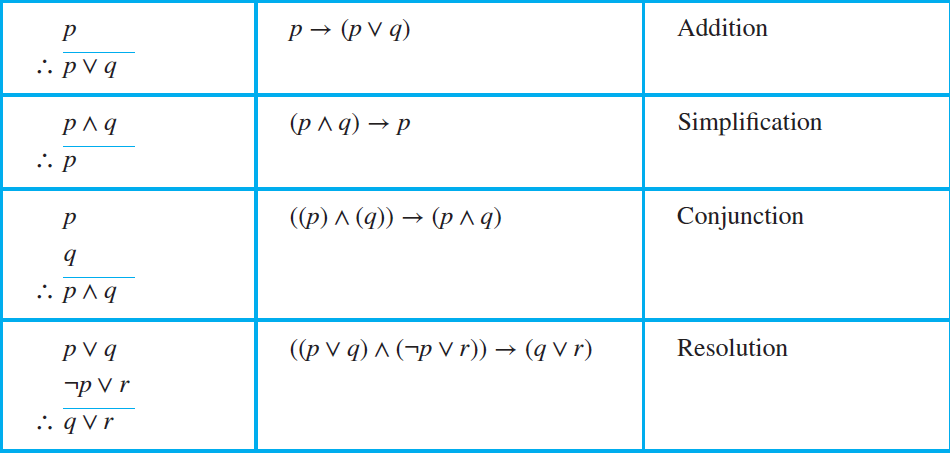 p p → (p ∨ q) Addition
∴ p ∨ q
p ∧ q (p ∧ q) → p Simplification
∴ p
p ((p) ∧ (q)) → (p ∧ q) Conjunction
q
∴ p ∧ q
p ∨ q ((p ∨ q) ∧ (¬p ∨ r)) → (q ∨ r) Resolution
¬p ∨ r
∴ q ∨ r